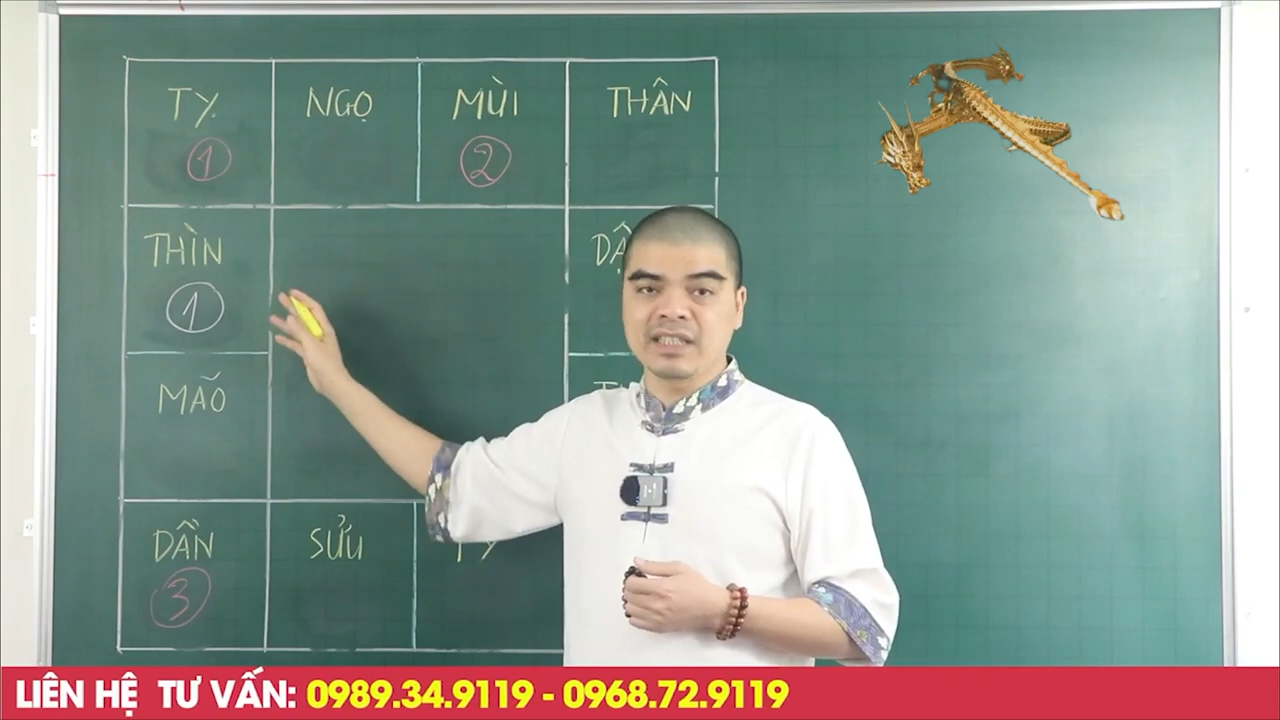 TỴ NGỌ MÙI THÂN
1 2
THÌN
1
MÃO
DẦN SỬU
3
LIÊN HỆ TƯ VẤN: 0989.34.9119 - 0968.72.9119